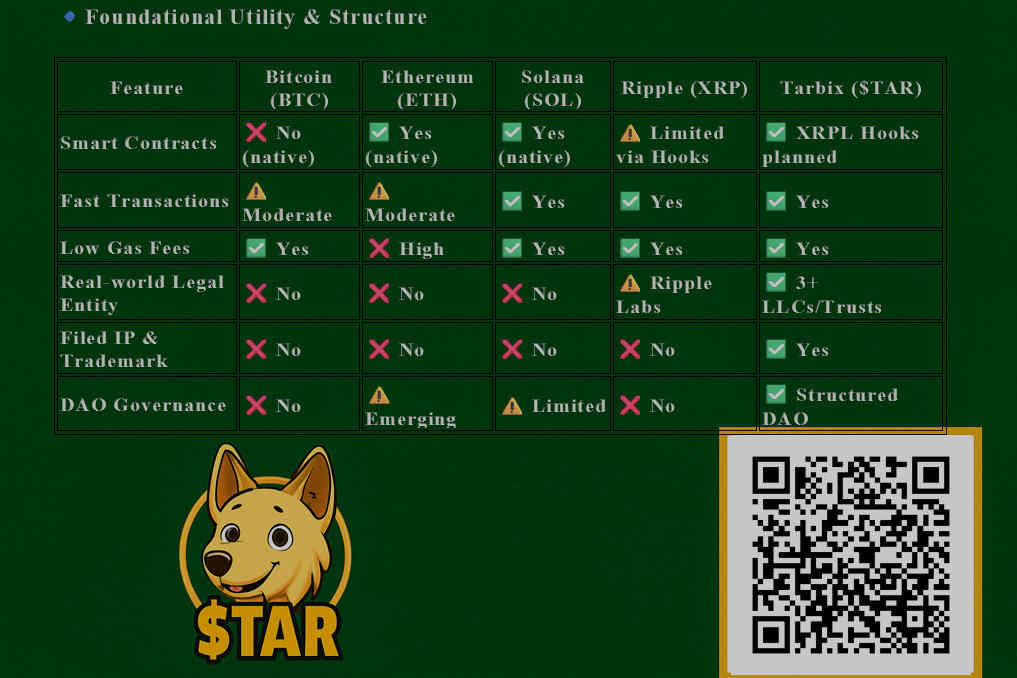 Foundational Utility & Structure
Feature
Bitcoin
(BTC)
Ethereum
(ETH)
Solana
(SOL)
Ripple (XRP)
Tarbix ($TAR)
Smart Contracts
❌ No
(native)
✅ Yes
(native)
✅ Yes
(native)
⚠️ Limited
via Hooks
✅ XRPL Hooks
planned
Fast Transactions
⚠️
Moderate
⚠️
Moderate
✅ Yes
✅ Yes
✅ Yes
Low Gas Fees
✅ Yes
❌ High
✅ Yes
✅ Yes
✅ Yes
Real-world Legal
Entity
❌ No
❌ No
❌ No
⚠️ Ripple
Labs
✅ 3+
LLCs/Trusts
Filed IP &
Trademark
❌ No
❌ No
❌ No
❌ No
✅ Yes
DAO Governance
❌ No
⚠️
Emerging
⚠️ Limited
❌ No
✅ Structured
DAO
$TAR